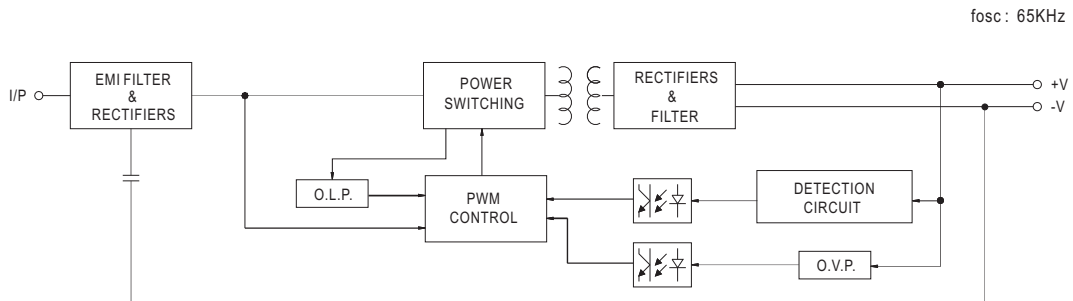 fosc : 65KHz
I/P
EMI FILTER
&
RECTIFIERS
POWER
SWITCHING
RECTIFIERS
&
FILTER
+V
-V
O.L.P.
PWM
CONTROL
DETECTION
CIRCUIT
O.V.P.